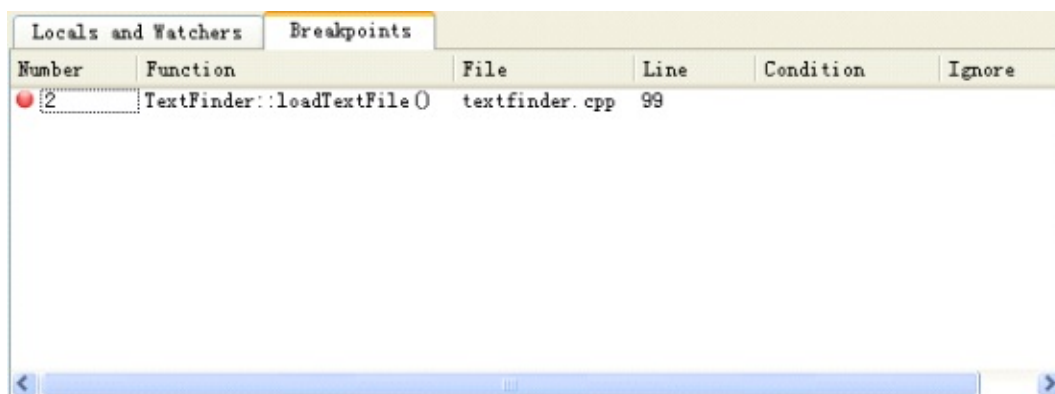 Locals and Watchers Breakpoints
Number Function File Line Condition Ignore
2 TextFinder::loadTextFile() textfinder.cpp 99